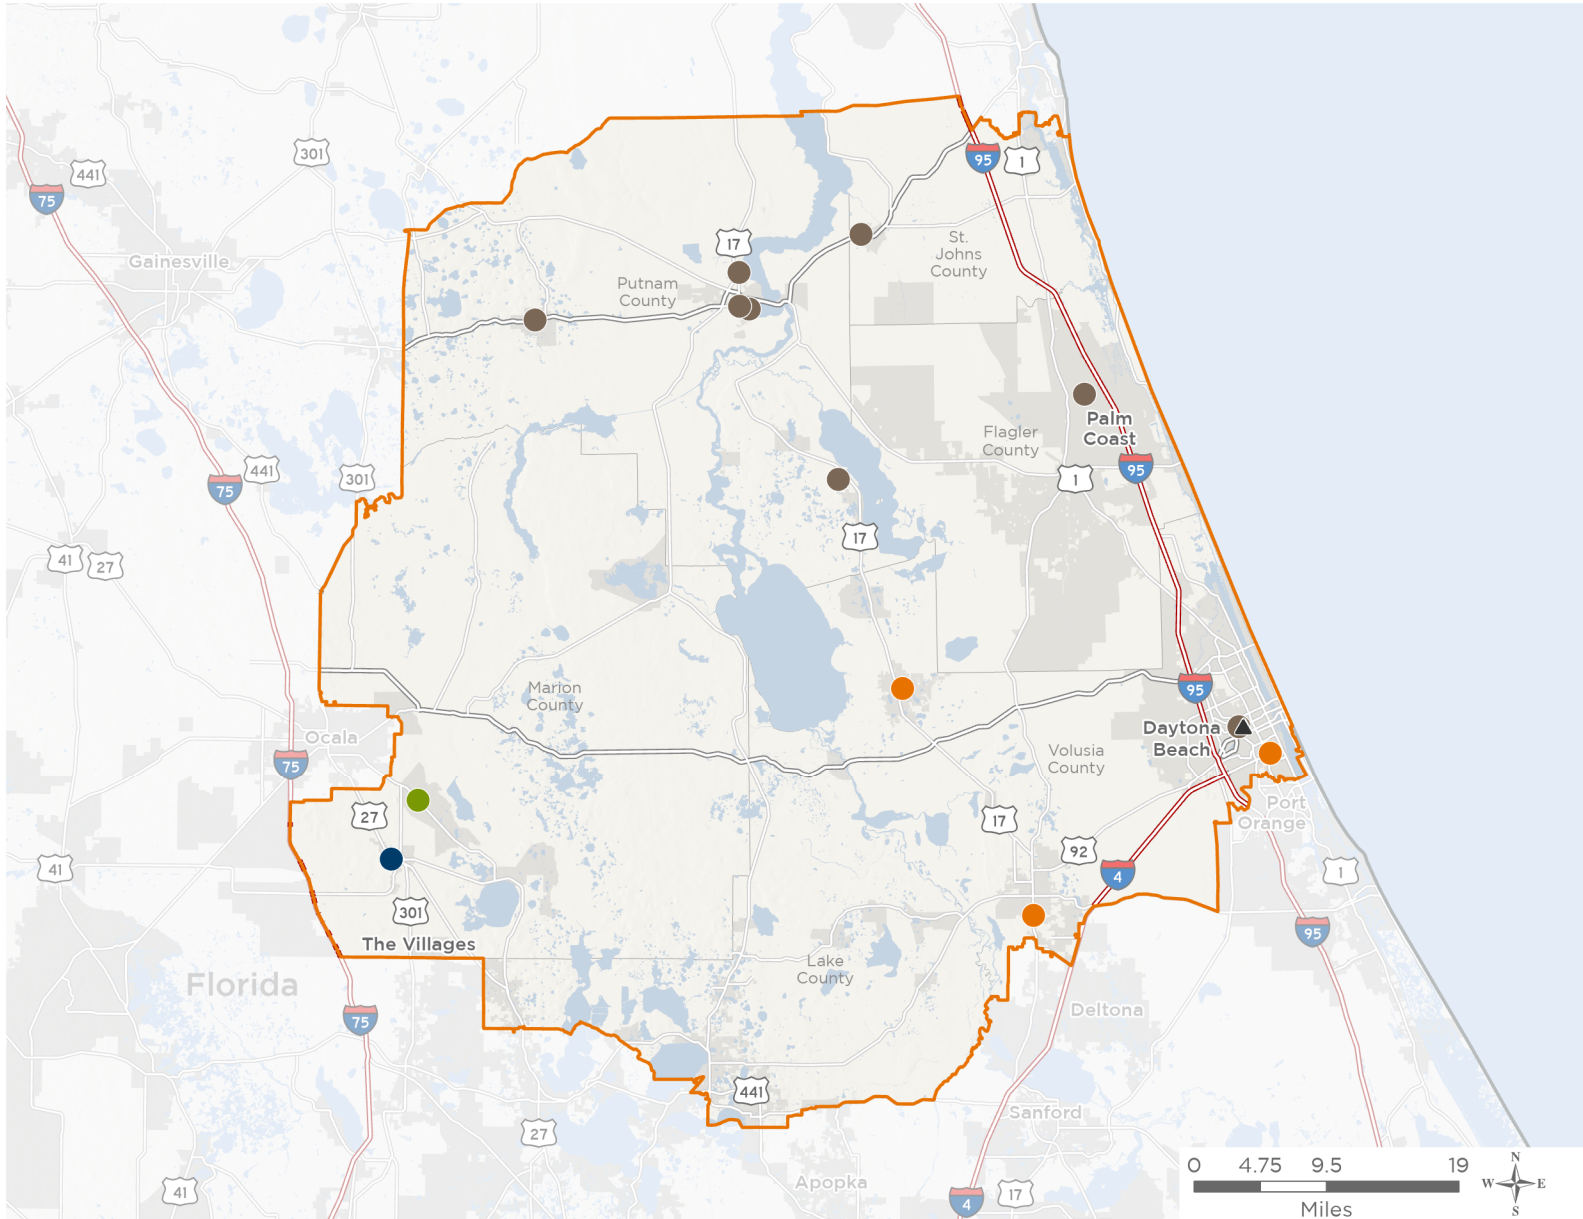 95
1
301
441
75
17
St.
Johns
County
Gainesville
Putnam
County
Palm
Coast
Flagler
County
95
441
301
1
75
17
41
27
Marion
County
95
Ocala
Daytona
Beach
Volusia
County
75
27
Port
Orange
17
92
41
4
1
301
95
The Villages
Lake
County
Florida
75
Deltona
441
Sanford
27
Apopka
41
4
17
0 4.75 9.5 19
Miles
N
W E
S